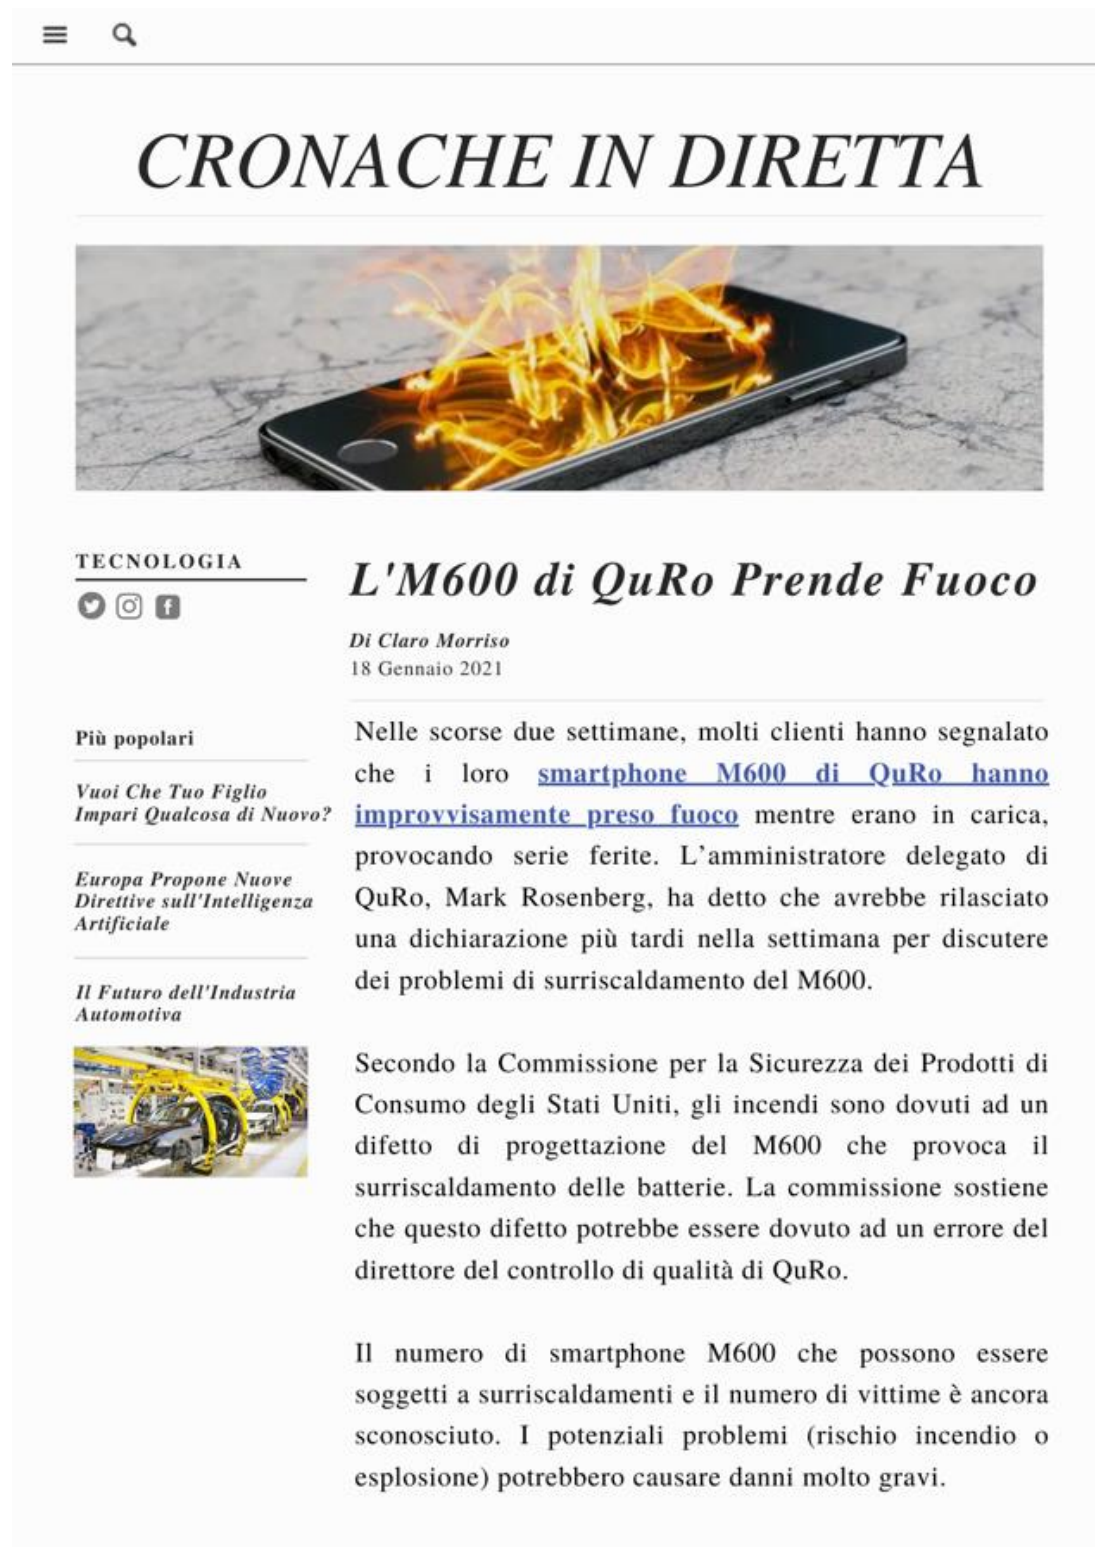 CRONACHE IN DIRETTA
TECNOLOGIA
L'M600 di QuRo Prende Fuoco
Di Claro Morriso
18 Gennaio 2021
Più popolari
Vuoi Che Tuo Figlio
Impari Qualcosa di Nuovo?
Europa Propone Nuove
Direttive sull'Intelligenza
Artificiale
Il Futuro dell'Industria
Automotiva
Nelle scorse due settimane, molti clienti hanno segnalato
che i loro smartphone M600 di QuRo hanno
improvvisamente preso fuoco mentre erano in carica,
provocando serie ferite. L’amministratore delegato di
QuRo, Mark Rosenberg, ha detto che avrebbe rilasciato
una dichiarazione più tardi nella settimana per discutere
dei problemi di surriscaldamento del M600.
Secondo la Commissione per la Sicurezza dei Prodotti di
Consumo degli Stati Uniti, gli incendi sono dovuti ad un
difetto di progettazione del M600 che provoca il
surriscaldamento delle batterie. La commissione sostiene
che questo difetto potrebbe essere dovuto ad un errore del
direttore del controllo di qualità di QuRo.
Il numero di smartphone M600 che possono essere
soggetti a surriscaldamenti e il numero di vittime è ancora
sconosciuto. I potenziali problemi (rischio incendio o
esplosione) potrebbero causare danni molto gravi.